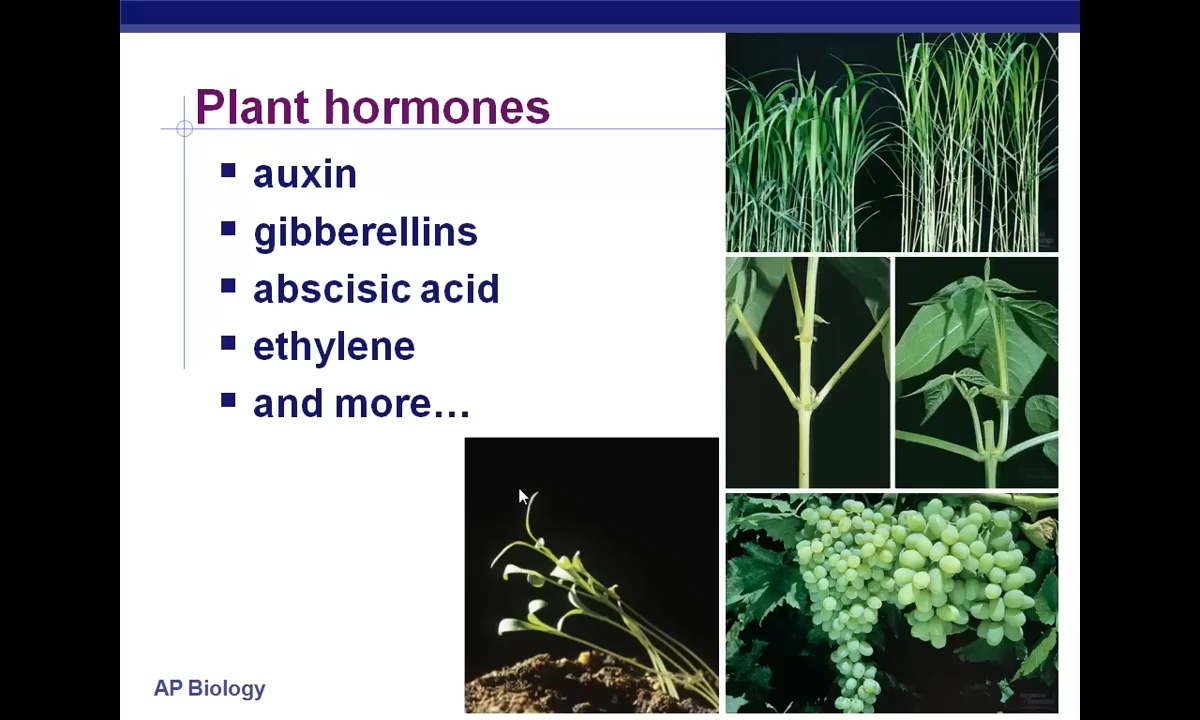 Plant hormones
auxin
gibberellins
abscisic acid
ethylene
and more…
AP Biology